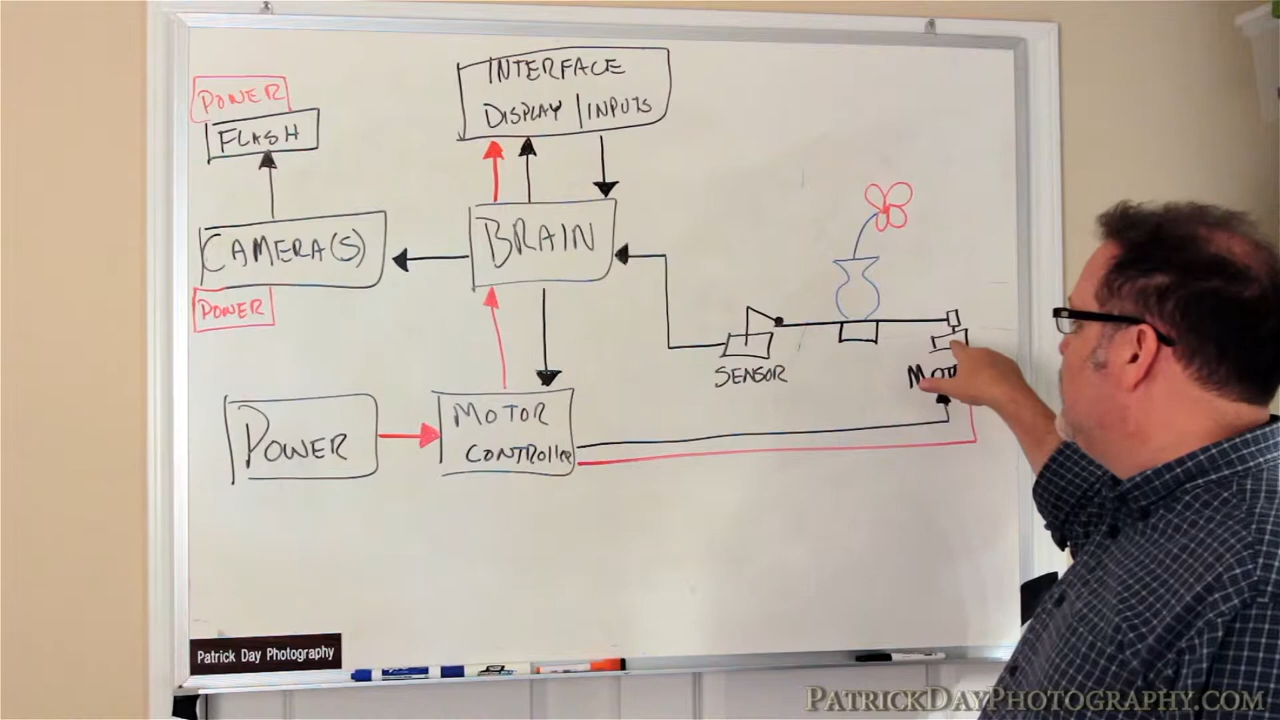 POWER
FLASH
INTERFACE
DISPLAY / INPUTS
CAMERA(S)
BRAIN
POWER
SENSOR
POWER
MOTOR
CONTROLLER
Patrick Day Photography
PATRICKDAYPHOTOGRAPHY.COM